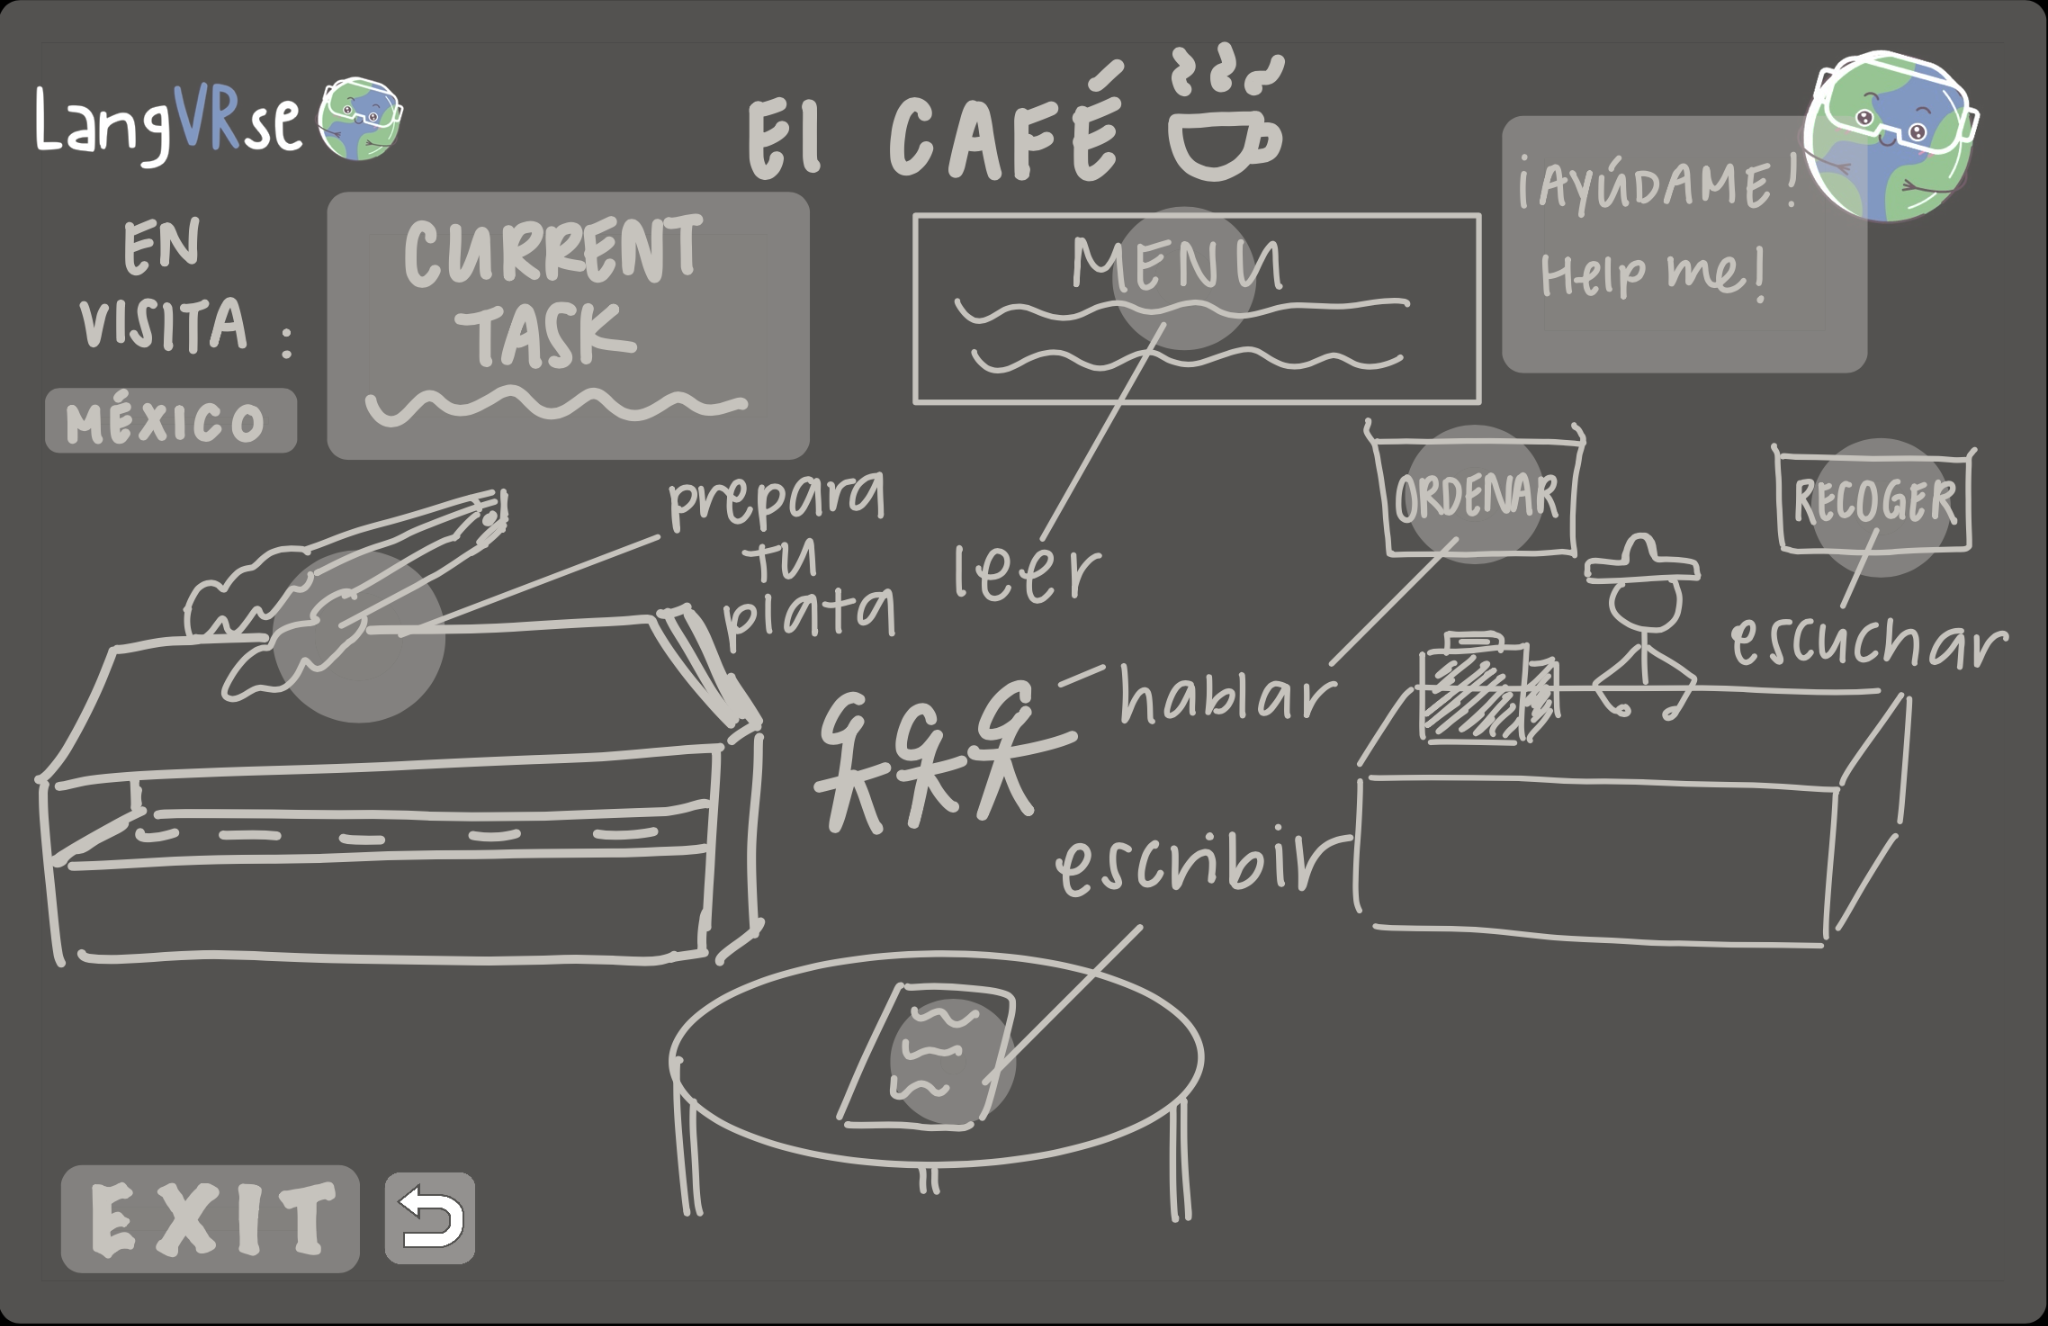 LangVRse
El CAFÉ
EN
VISITA :
MÉXICO
CURRENT
TASK
MENU
¡AYÚDAME!
Help me!
prepara
tu
plata
leer
ORDENAR
RECOGER
escuchar
hablar
escribir
EXIT